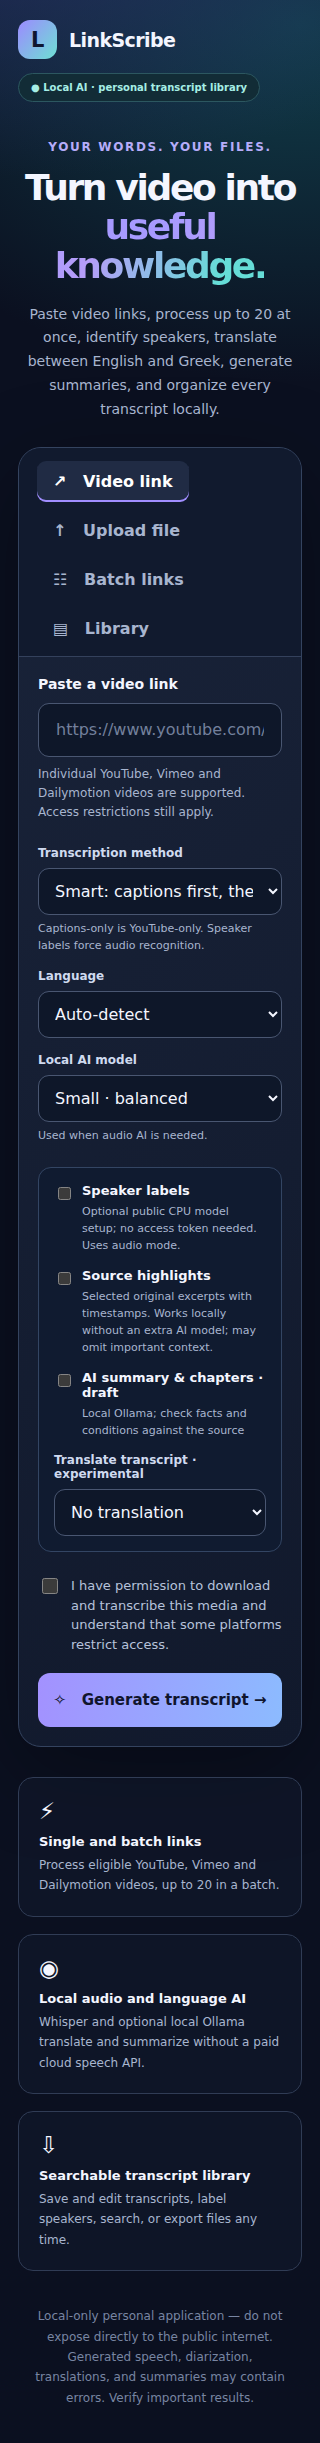 L LinkScribe
● Local AI · personal transcript library
YOUR WORDS. YOUR FILES.
Turn video into
useful
knowledge.
Paste video links, process up to 20 at
once, identify speakers, translate
between English and Greek, generate
summaries, and organize every
transcript locally.
↗ Video link
↑ Upload file
☷ Batch links
▤ Library
Paste a video link
https://www.youtube.com/
Individual YouTube, Vimeo and
Dailymotion videos are supported.
Access restrictions still apply.
Transcription method
Smart: captions first, the
Captions-only is YouTube-only. Speaker
labels force audio recognition.
Language
Auto-detect
Local AI model
Small · balanced
Used when audio AI is needed.
Speaker labels
Optional public CPU model
setup; no access token needed.
Uses audio mode.
Source highlights
Selected original excerpts with
timestamps. Works locally
without an extra AI model; may
omit important context.
AI summary & chapters ·
draft
Local Ollama; check facts and
conditions against the source
Translate transcript ·
experimental
No translation
I have permission to download
and transcribe this media and
understand that some platforms
restrict access.
✧ Generate transcript →
⚡
Single and batch links
Process eligible YouTube, Vimeo and
Dailymotion videos, up to 20 in a batch.
◉
Local audio and language AI
Whisper and optional local Ollama
translate and summarize without a paid
cloud speech API.
⇩
Searchable transcript library
Save and edit transcripts, label
speakers, search, or export files any
time.
Local-only personal application — do not
expose directly to the public internet.
Generated speech, diarization,
translations, and summaries may contain
errors. Verify important results.